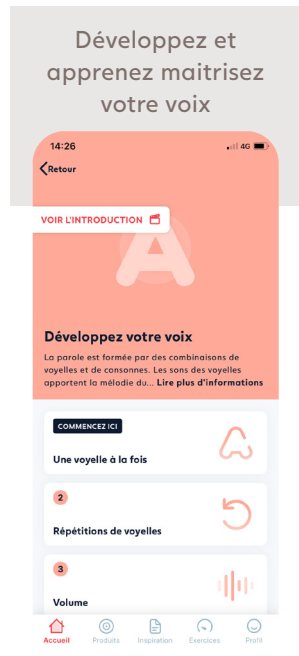 Développez et
apprenez maitrisez
votre voix
14:26
4G
Retour
VOIR L'INTRODUCTION
A
Développez votre voix
La parole est formée par des combinaisons de
voyelles et de consonnes. Les sons des voyelles
apportent la mélodie du... Lire plus d'informations
COMMENCEZ ICI
Une voyelle à la fois
2
Répétitions de voyelles
3
Volume
Accueil Produits Inspiration Exercices Profil